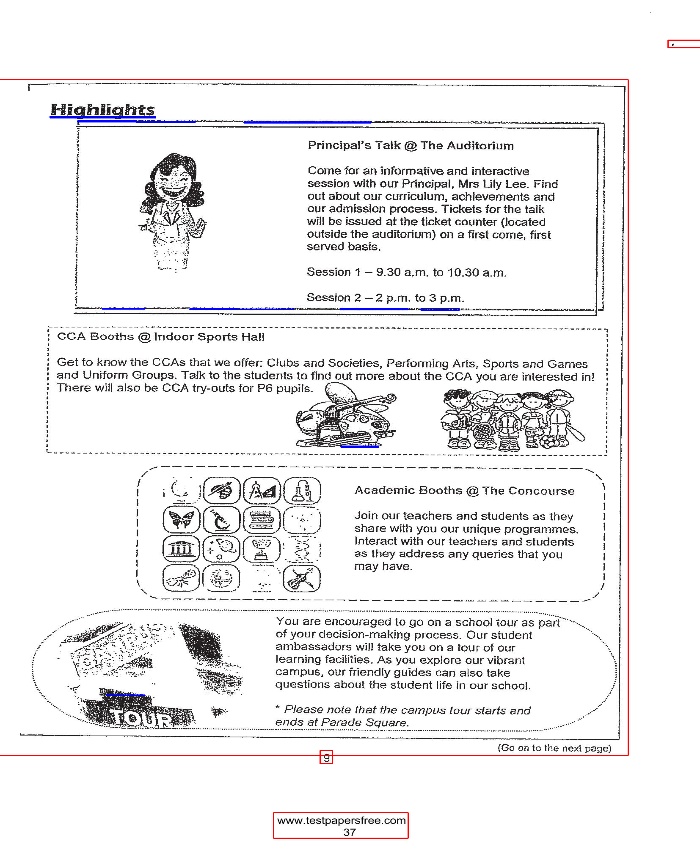 Highlights
Principal's Talk @ The Auditorium
Come for an informative and interactive
session with our Principal, Mrs Lily Lee. Find
out about our curriculum, achievements and
our admission process. Tickets for the talk
will be issued at the ticket counter (located
outside the auditorium) on a first come, first
served basis.
Session 1 – 9.30 a.m. to 10.30 a.m.
Session 2 – 2 p.m. to 3 p.m.
CCA Booths @ Indoor Sports Hall
Get to know the CCAs that we offer: Clubs and Societies, Performing Arts, Sports and Games
and Uniform Groups. Talk to the students to find out more about the CCA you are interested in!
There will also be CCA try-outs for P6 pupils.
Academic Booths @ The Concourse
Join our teachers and students as they
share with you our unique programmes.
Interact with our teachers and students
as they address any queries that you
may have.
You are encouraged to go on a school tour as part
of your decision-making process. Our student
ambassadors will take you on a tour of our
learning facilities. As you explore our vibrant
campus, our friendly guides can also take
questions about the student life in our school.
* Please note that the campus tour starts and
ends at Parade Square.
TOUR
(Go on to the next page)
9
www.testpapersfree.com
37